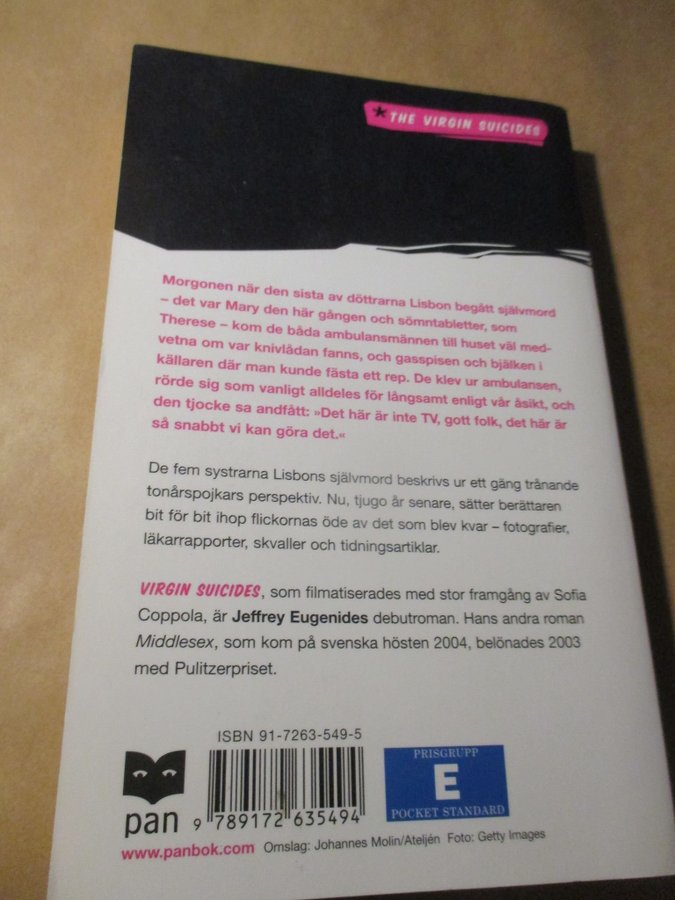 *THE VIRGIN SUICIDES
Morgonen när den sista av döttrarna Lisbon begått självmord
– det var Mary den här gången och sömntabletter, som
Therese – kom de båda ambulansmännen till huset väl med-
vetna om var knivlådan fanns, och gasspisen och bjälken i
källaren där man kunde fästa ett rep. De klev ur ambulansen,
rörde sig som vanligt alldeles för långsamt enligt vår åsikt, och
den tjocke sa andfått: »Det här är inte TV, gott folk, det här är
så snabbt vi kan göra det.«
De fem systrarna Lisbons självmord beskrivs ur ett gäng trånande
tonårspojkars perspektiv. Nu, tjugo år senare, sätter berättaren
bit för bit ihop flickornas öde av det som blev kvar – fotografier,
läkarrapporter, skvaller och tidningsartiklar.
VIRGIN SUICIDES, som filmatiserades med stor framgång av Sofia
Coppola, är Jeffrey Eugenides debutroman. Hans andra roman
Middlesex, som kom på svenska hösten 2004, belönades 2003
med Pulitzerpriset.
ISBN 91-7263-549-5
9 789172 635494
pan
PRISGRUPP
E
POCKET STANDARD
www.panbok.com Omslag: Johannes Molin/Ateljén Foto: Getty Images